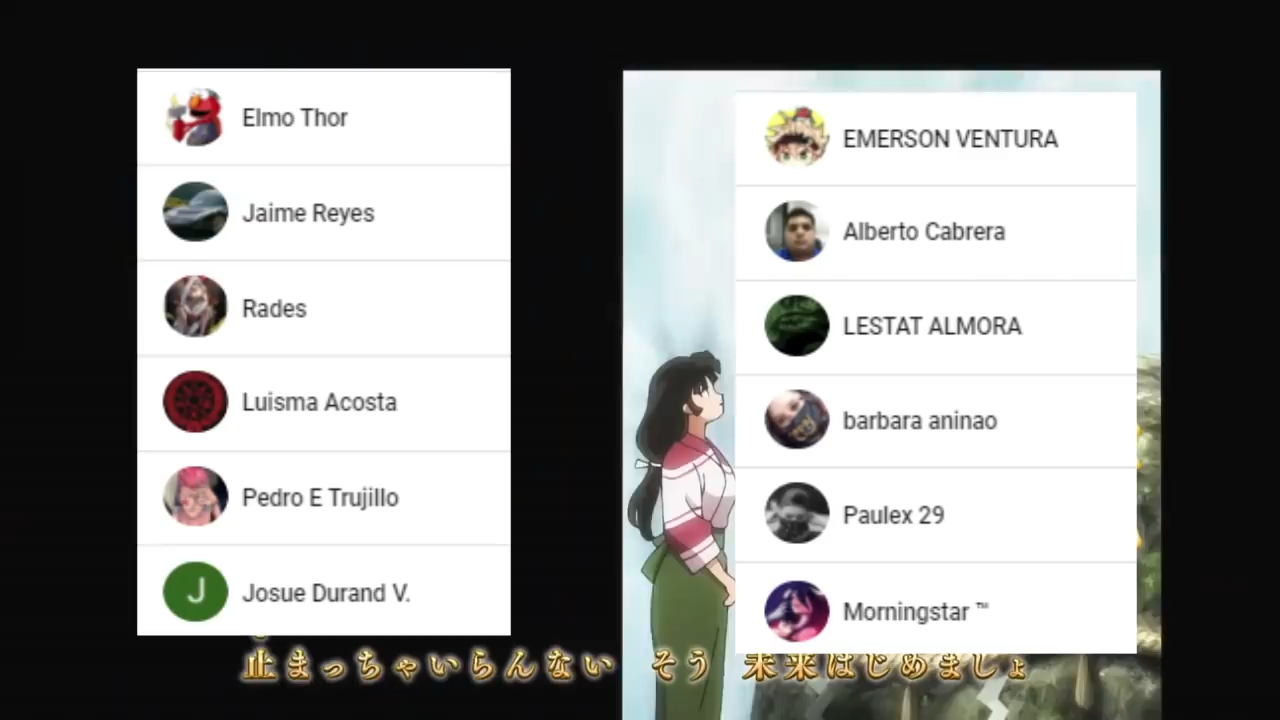 Elmo Thor
Jaime Reyes
Rades
Luisma Acosta
Pedro E Trujillo
J
Josue Durand V.
EMERSON VENTURA
Alberto Cabrera
LESTAT ALMORA
barbara aninao
Paulex 29
Morningstar ™
止まっちゃいらんない そう 未来はじめましょ